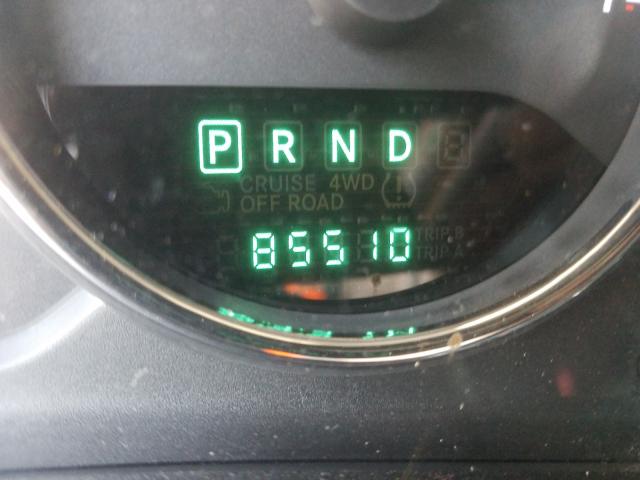 P R N D
CRUISE 4WD
OFF ROAD
TRIP B
85510 TRIP A